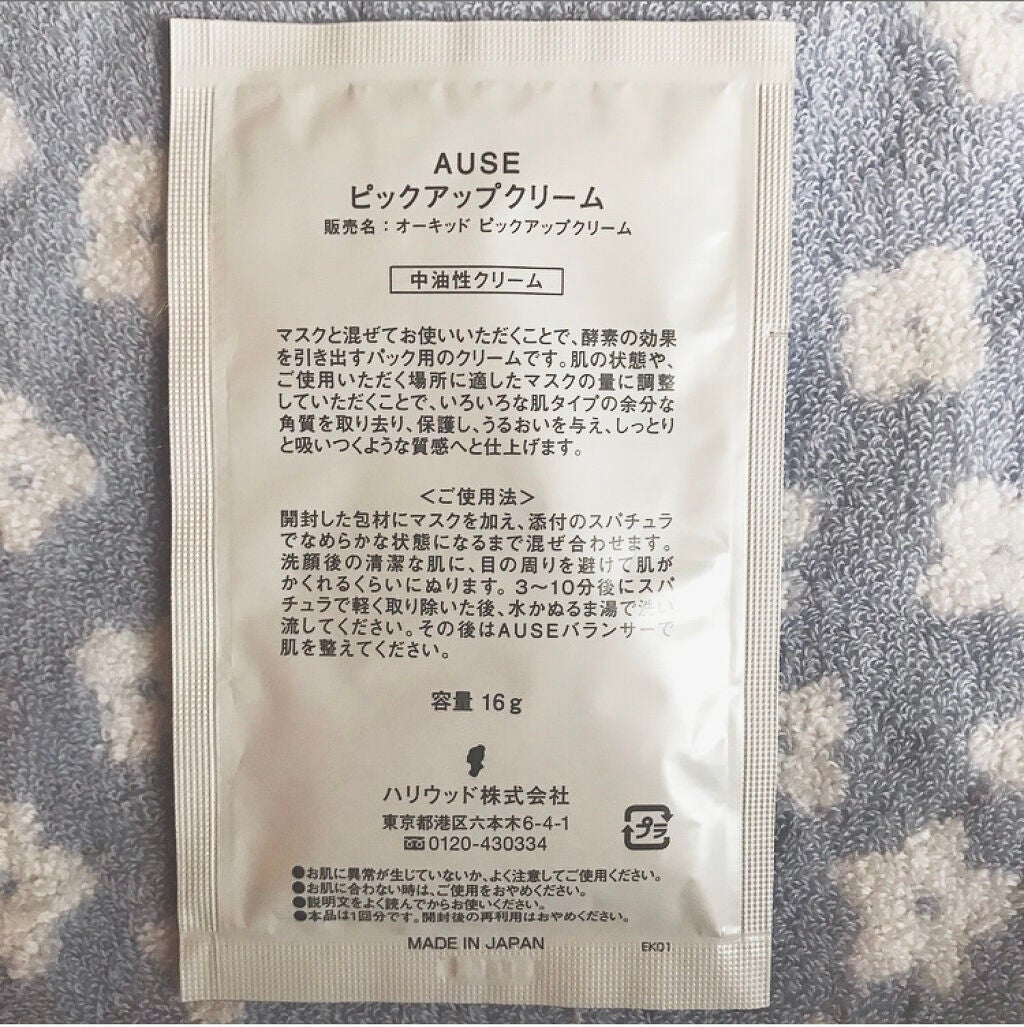 AUSE
ピックアップクリーム
販売名：オーキッド ピックアップクリーム
中油性クリーム
マスクと混ぜてお使いいただくことで、酵素の効果
を引き出すパック用のクリームです。肌の状態や、
ご使用いただく場所に適したマスクの量に調整
していただくことで、いろいろな肌タイプの余分な
角質を取り去り、保護し、うるおいを与え、しっとり
と吸いつくような質感へと仕上げます。
＜ご使用法＞
開封した包材にマスクを加え、添付のスパチュラ
でなめらかな状態になるまで混ぜ合わせます。
洗顔後の清潔な肌に、目の周りを避けて肌が
かくれるくらいにぬります。3〜10分後にスパ
チュラで軽く取り除いた後、水かぬるま湯で洗い
流してください。その後はAUSEバランサーで
肌を整えてください。
容量 16g
ハリウッド株式会社
東京都港区六本木6-4-1
0120-430334
プラ
●お肌に異常が生じていないか、よく注意してご使用ください。
●お肌に合わない時は、ご使用をおやめください。
●説明文をよく読んでからお使いください。
●本品は1回分です。開封後の再利用はおやめください。
MADE IN JAPAN
EK01